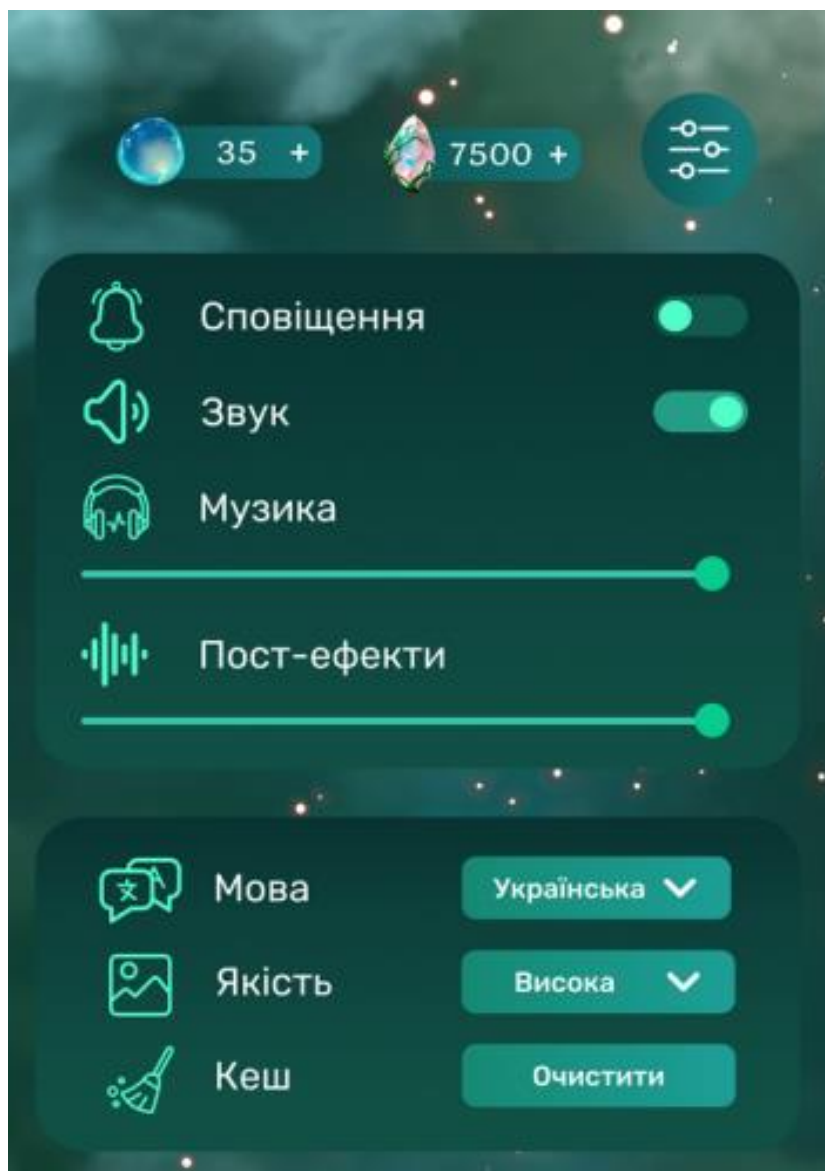 35 +
7500 +
Сповіщення
Звук
Музика
Пост-ефекти
Мова
Українська
Якість
Висока
Кеш
Очистити